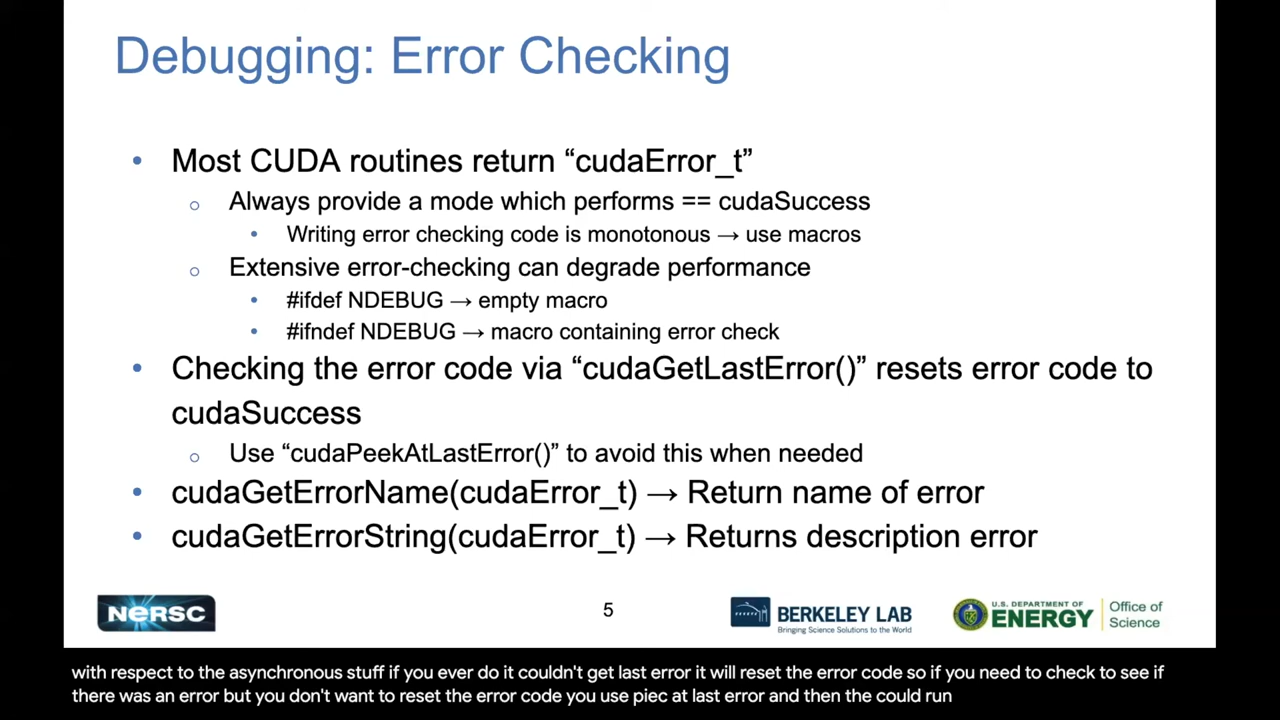 Debugging: Error Checking
• Most CUDA routines return “cudaError_t”
○ Always provide a mode which performs == cudaSuccess
• Writing error checking code is monotonous → use macros
○ Extensive error-checking can degrade performance
• #ifdef NDEBUG → empty macro
• #ifndef NDEBUG → macro containing error check
• Checking the error code via “cudaGetLastError()” resets error code to
cudaSuccess
○ Use “cudaPeekAtLastError()” to avoid this when needed
• cudaGetErrorName(cudaError_t) → Return name of error
• cudaGetErrorString(cudaError_t) → Returns description error
NERSC
5
BERKELEY LAB
Bringing Science Solutions to the World
U.S. DEPARTMENT OF
ENERGY
Office of
Science
with respect to the asynchronous stuff if you ever do it couldn't get last error it will reset the error code so if you need to check to see if
there was an error but you don't want to reset the error code you use piec at last error and then the could run